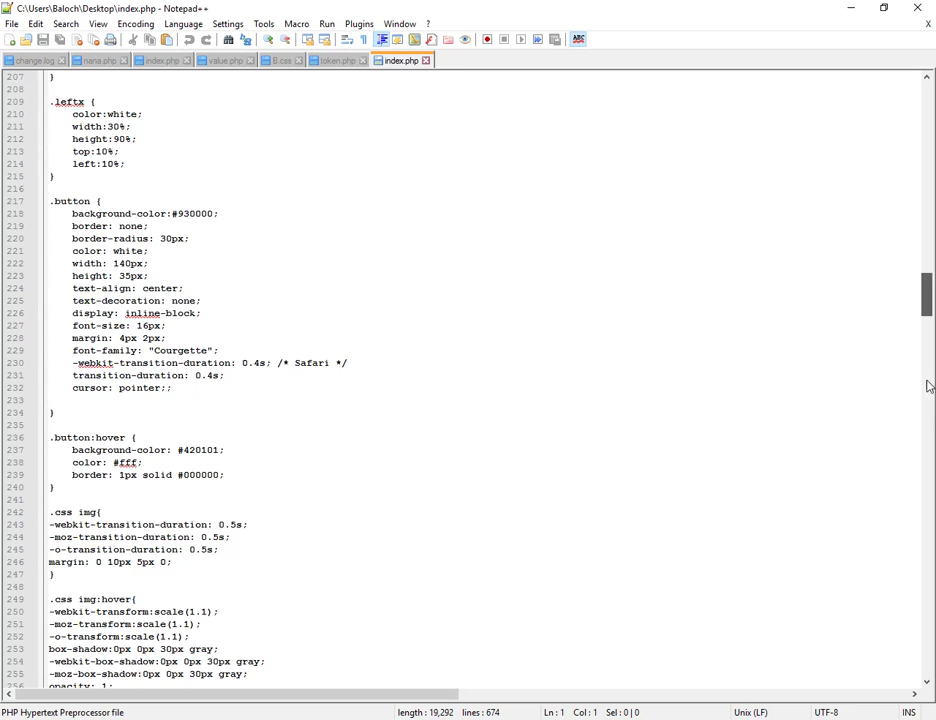 C:\Users\Baloch\Desktop\index.php - Notepad++
File Edit Search View Encoding Language Settings Tools Macro Run Plugins Window ?
X
ABC
change.log nana.php index.php value.php B.css token.php index.php
207 }
208
209 .leftx {
210 color:white;
211 width:30%;
212 height:90%;
213 top:10%;
214 left:10%;
215 }
216
217 .button {
218 background-color:#930000;
219 border: none;
220 border-radius: 30px;
221 color: white;
222 width: 140px;
223 height: 35px;
224 text-align: center;
225 text-decoration: none;
226 display: inline-block;
227 font-size: 16px;
228 margin: 4px 2px;
229 font-family: "Courgette";
230 -webkit-transition-duration: 0.4s; /* Safari */
231 transition-duration: 0.4s;
232 cursor: pointer;;
233
234 }
235
236 .button:hover {
237 background-color: #420101;
238 color: #fff;
239 border: 1px solid #000000;
240 }
241
242 .css img{
243 -webkit-transition-duration: 0.5s;
244 -moz-transition-duration: 0.5s;
245 -o-transition-duration: 0.5s;
246 margin: 0 10px 5px 0;
247 }
248
249 .css img:hover{
250 -webkit-transform:scale(1.1);
251 -moz-transform:scale(1.1);
252 -o-transform:scale(1.1);
253 box-shadow:0px 0px 30px gray;
254 -webkit-box-shadow:0px 0px 30px gray;
255 -moz-box-shadow:0px 0px 30px gray;
256 opacity: 1;
PHP Hypertext Preprocessor file length : 19,292 lines : 674 Ln : 1 Col : 1 Sel : 0 | 0 Unix (LF) UTF-8 INS